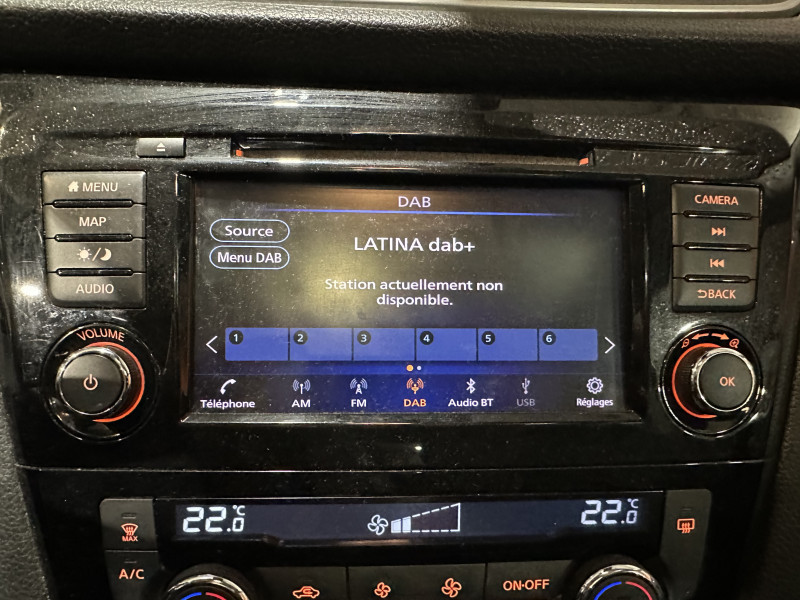 MENU
MAP
AUDIO
VOLUME
DAB
Source
Menu DAB
LATINA dab+
Station actuellement non
disponible.
1 2 3 4 5 6
Téléphone AM FM DAB Audio BT USB Réglages
CAMERA
BACK
OK
22.0°C
22.0°C
MAX
A/C
ON·OFF